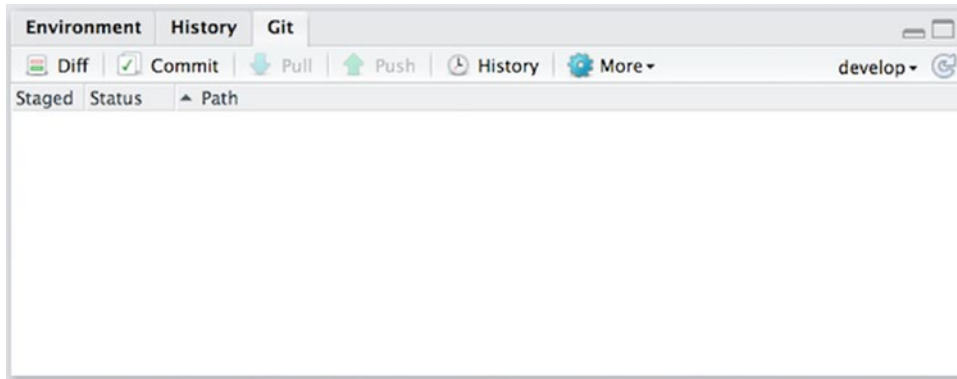 Environment History Git
Diff Commit Pull Push History More develop
Staged Status Path